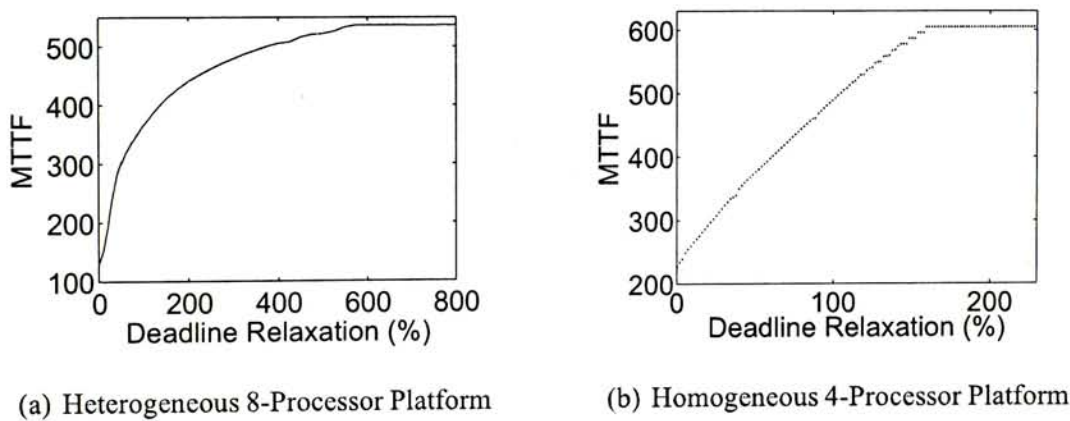 500
400
300
200
100
MTTF
0 200 400 600 800
Deadline Relaxation (%)
(a) Heterogeneous 8-Processor Platform
600
500
400
300
200
MTTF
0 100 200
Deadline Relaxation (%)
(b) Homogeneous 4-Processor Platform